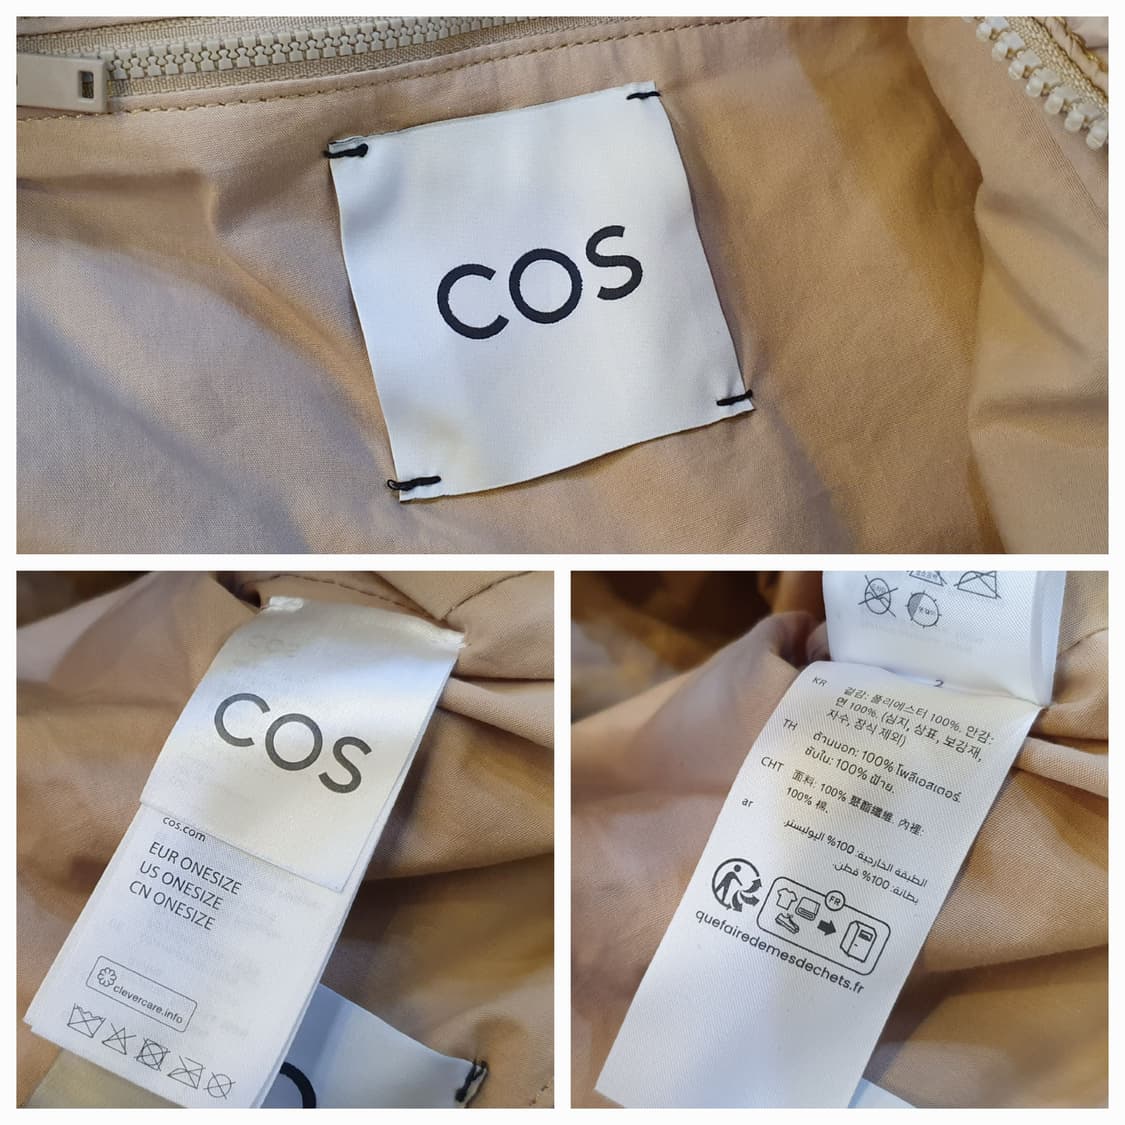 COS
COS
cos.com
EUR ONESIZE
US ONESIZE
CN ONESIZE
clevercare.info
2
KR 겉감: 폴리에스터 100%. 안감:
면 100%. (심지, 상표, 보강재,
자수, 장식 제외)
TH ด้านนอก: 100% โพลีเอสเตอร์.
ซับใน: 100% ฝ้าย.
CHT 面料: 100% 聚酯纖維. 內裡:
100% 棉.
ar الطبقة الخارجية: 100% البوليستر.
بطانة: 100% قطن.
FR
quefairedemesdechets.fr